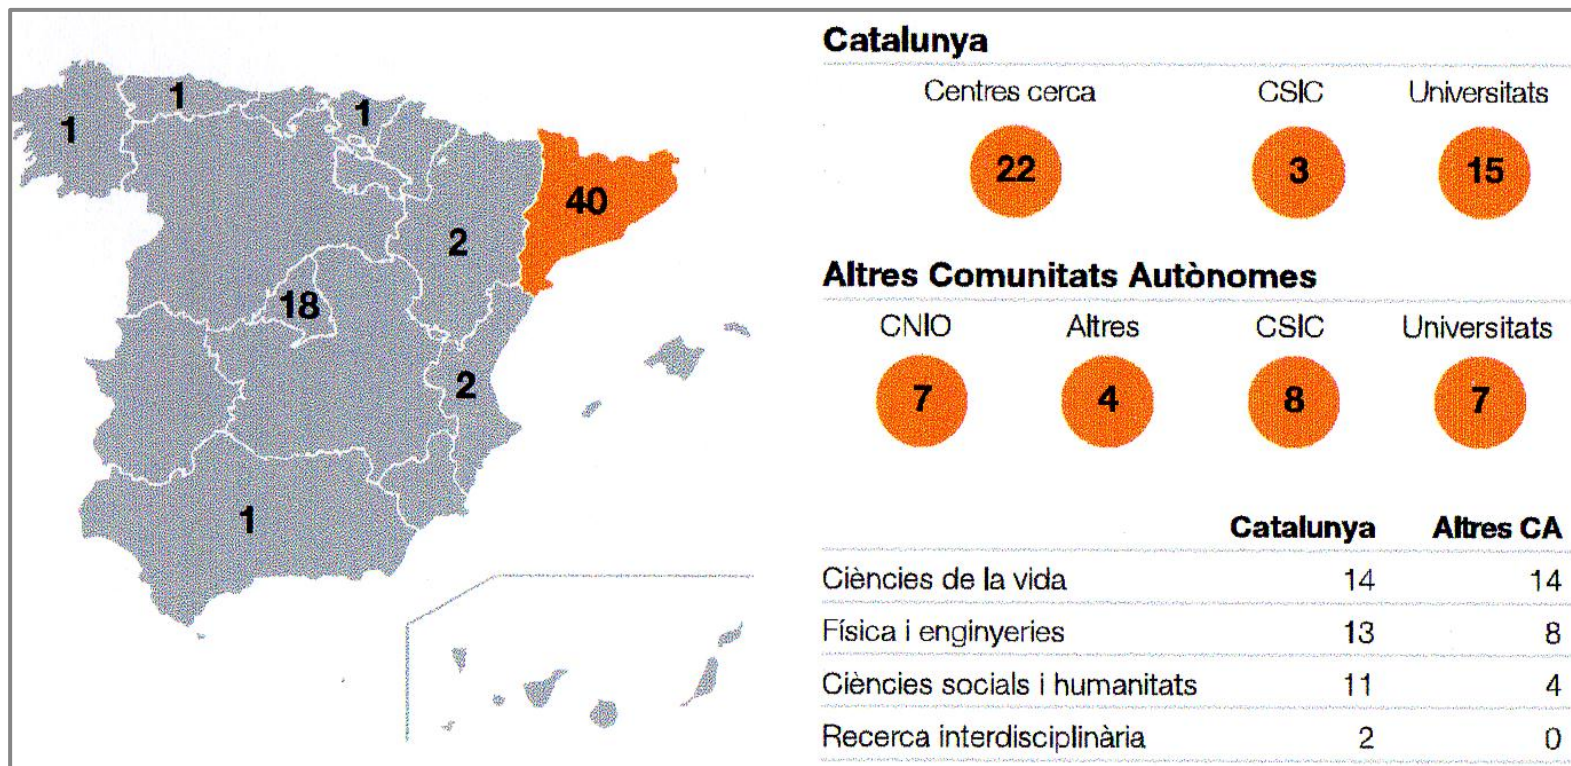 1
1
1
40
2
18
2
1
Catalunya
Centres cerca CSIC Universitats
22 3 15
Altres Comunitats Autònomes
CNIO Altres CSIC Universitats
7 4 8 7
Catalunya Altres CA
Ciències de la vida 14 14
Física i enginyeries 13 8
Ciències socials i humanitats 11 4
Recerca interdisciplinària 2 0